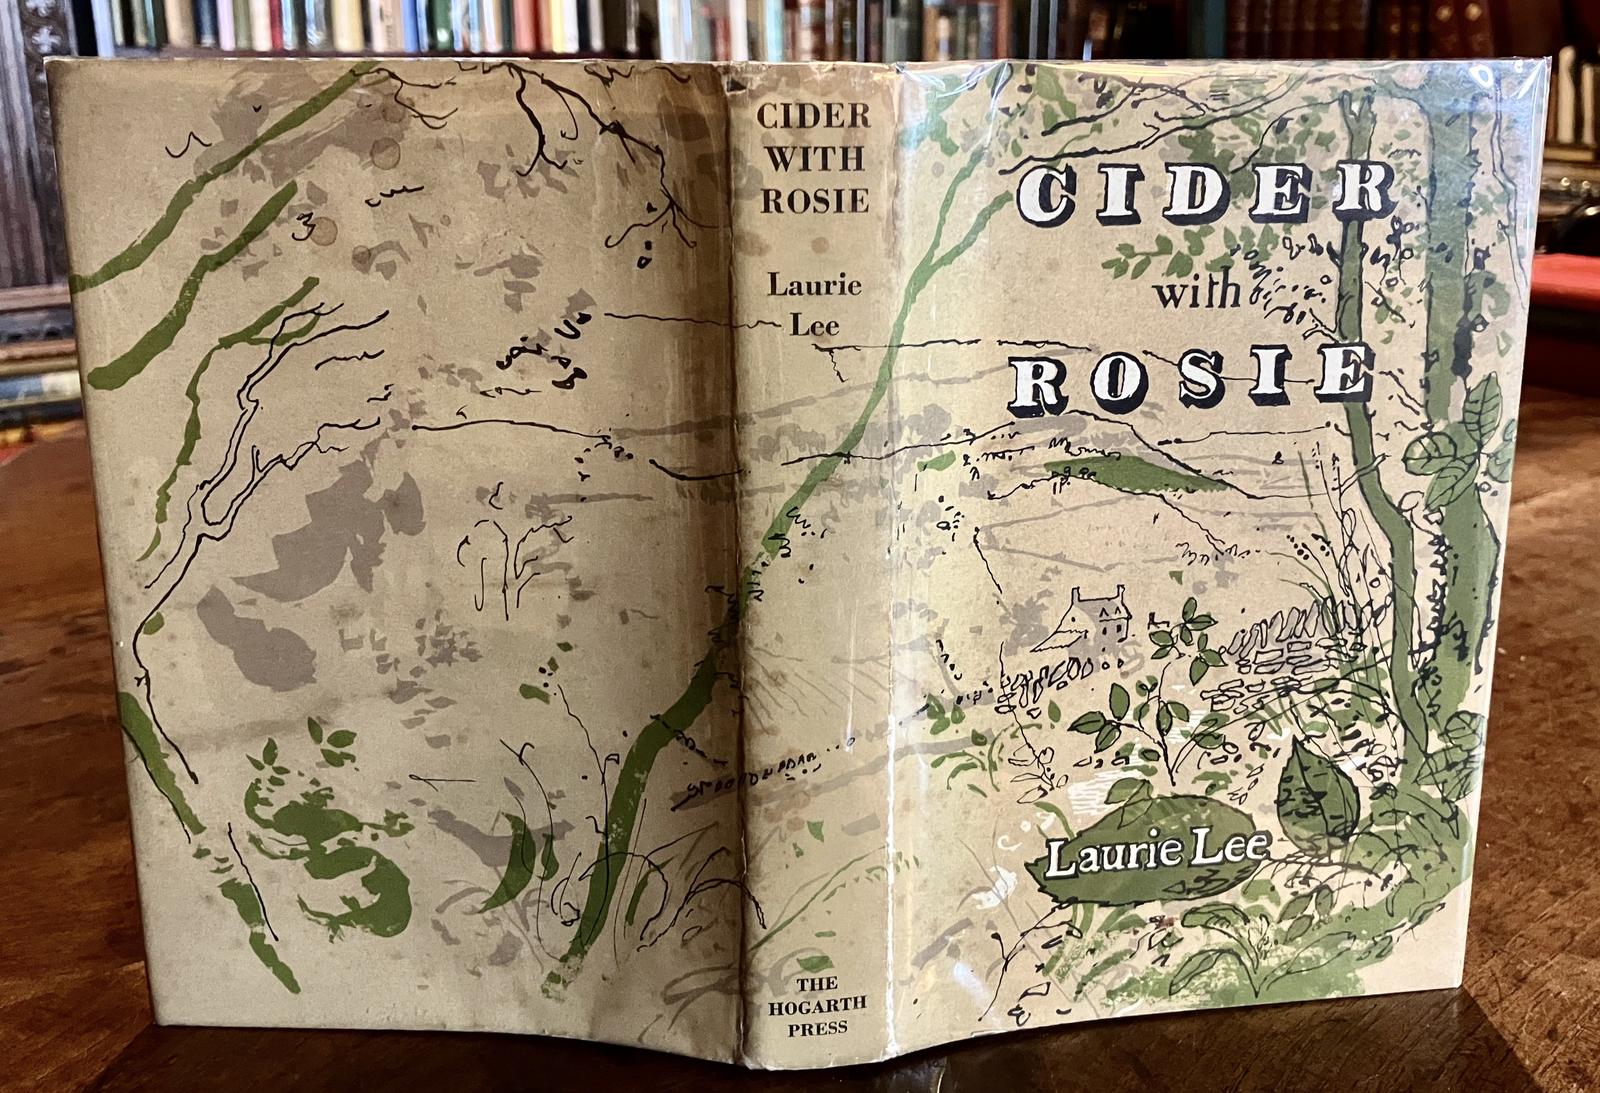 CIDER
WITH
ROSIE
Laurie
Lee
THE
HOGARTH
PRESS
CIDER
with
ROSIE
Laurie Lee